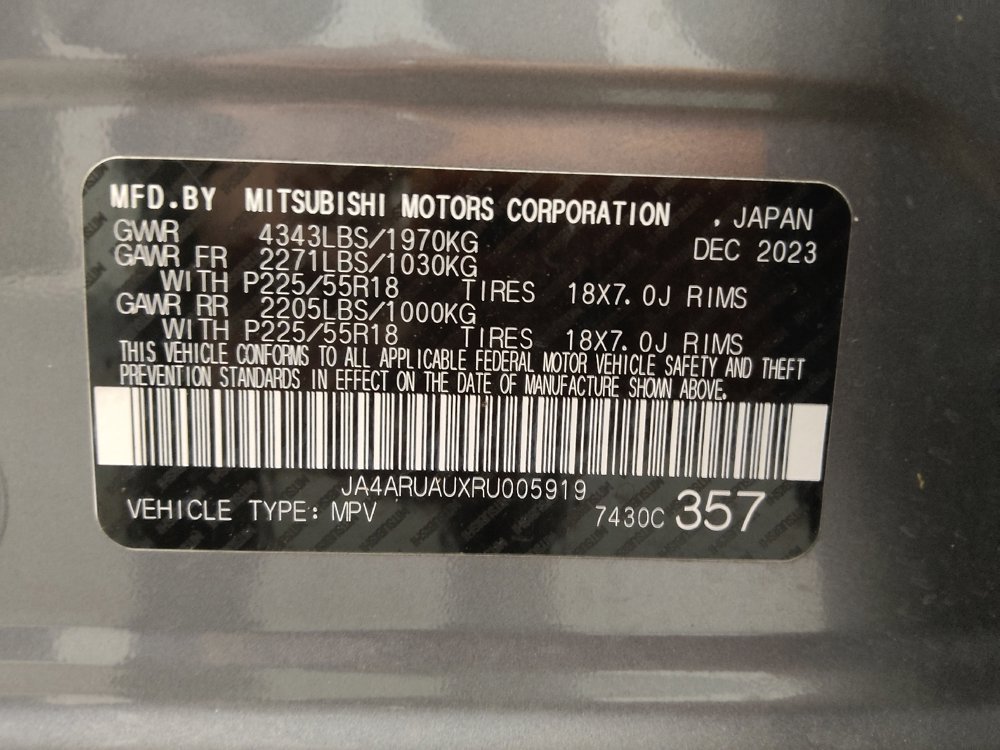 MFD.BY MITSUBISHI MOTORS CORPORATION , JAPAN
GVWR 4343LBS/1970KG DEC 2023
GAWR FR 2271LBS/1030KG
WITH P225/55R18 TIRES 18X7.0J RIMS
GAWR RR 2205LBS/1000KG
WITH P225/55R18 TIRES 18X7.0J RIMS
THIS VEHICLE CONFORMS TO ALL APPLICABLE FEDERAL MOTOR VEHICLE SAFETY AND THEFT
PREVENTION STANDARDS IN EFFECT ON THE DATE OF MANUFACTURE SHOWN ABOVE.
JA4ARUAUXRU005919
VEHICLE TYPE: MPV 7430C 357